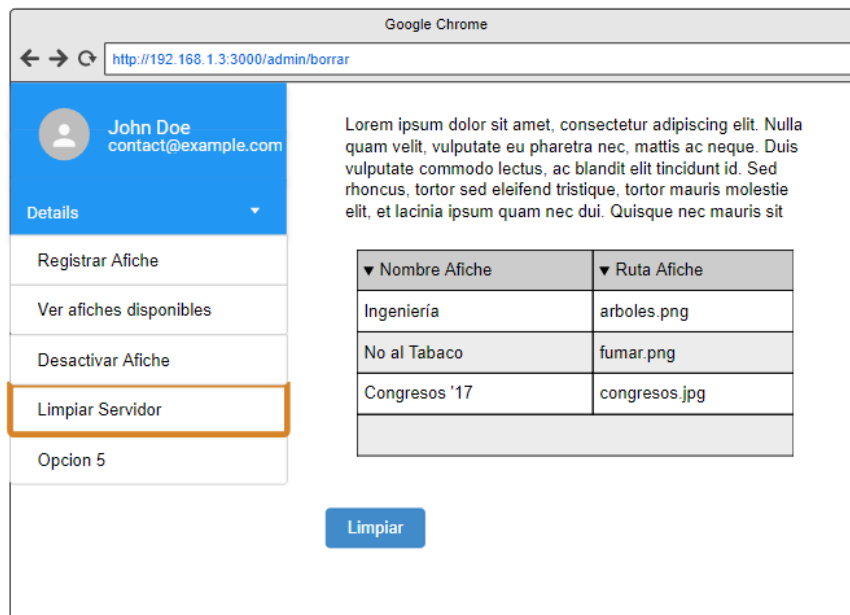 Google Chrome
http://192.168.1.3:3000/admin/borrar
John Doe
contact@example.com
Details
Registrar Afiche
Ver afiches disponibles
Desactivar Afiche
Limpiar Servidor
Opcion 5
Lorem ipsum dolor sit amet, consectetur adipiscing elit. Nulla
quam velit, vulputate eu pharetra nec, mattis ac neque. Duis
vulputate commodo lectus, ac blandit elit tincidunt id. Sed
rhoncus, tortor sed eleifend tristique, tortor mauris molestie
elit, et lacinia ipsum quam nec dui. Quisque nec mauris sit
Nombre Afiche Ruta Afiche
Ingeniería arboles.png
No al Tabaco fumar.png
Congresos '17 congresos.jpg
Limpiar